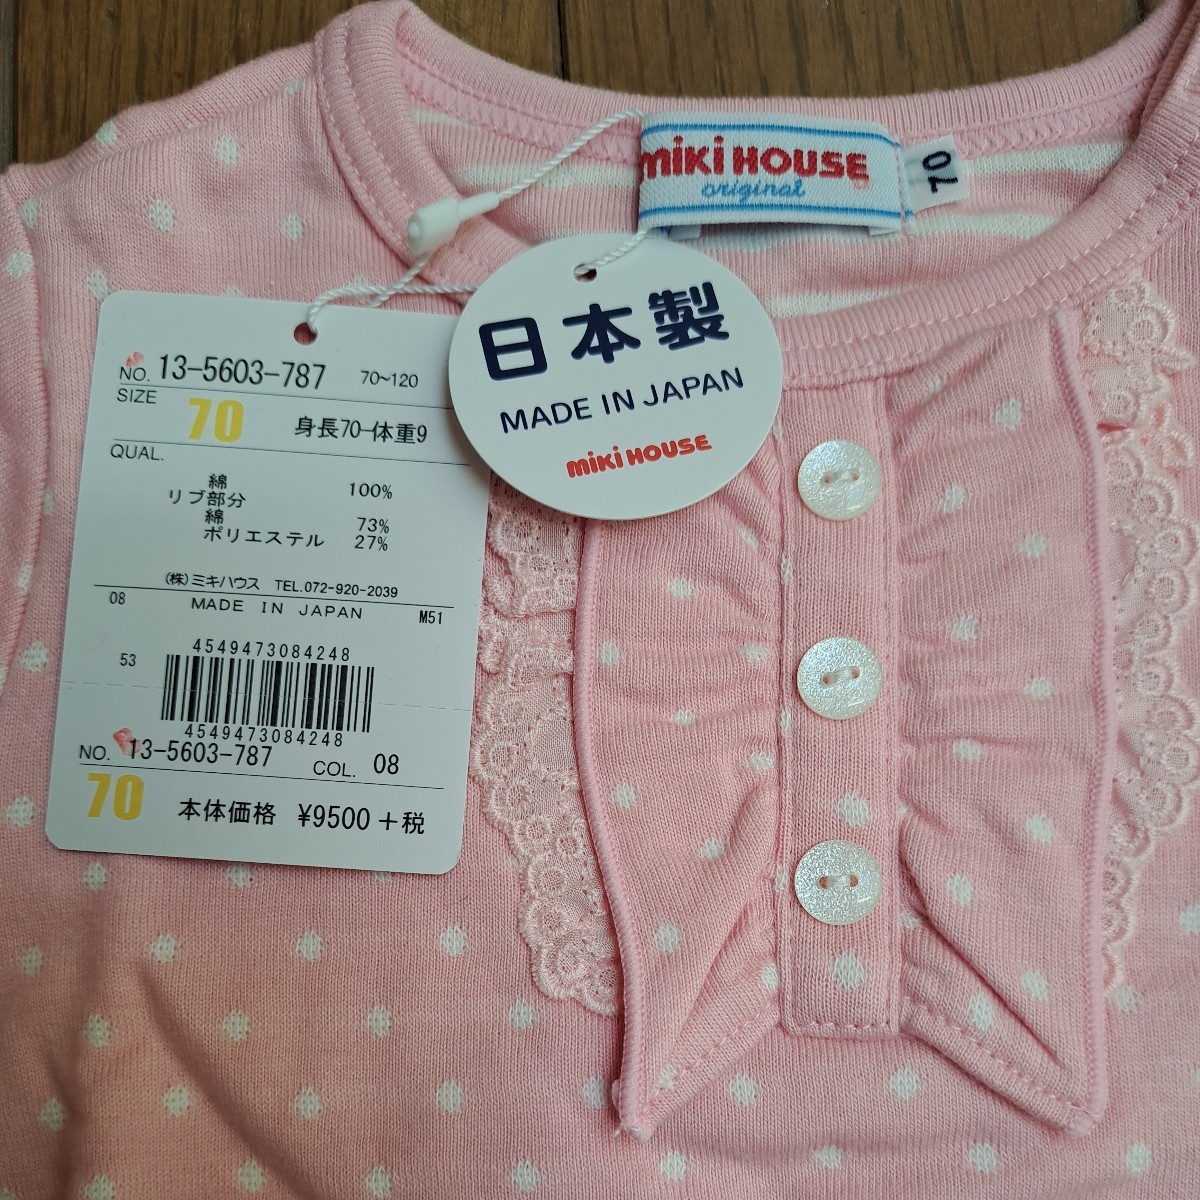 miki HOUSE
original
70
日本製
MADE IN JAPAN
miki HOUSE
NO. 13-5603-787 70~120
SIZE 70 身長70-体重9
QUAL.
綿 100%
リブ部分
綿 73%
ポリエステル 27%
(株)ミキハウス TEL.072-920-2039
08 MADE IN JAPAN M51
53
4549473084248
4549473084248
NO. 13-5603-787 COL. 08
70 本体価格 ¥9500+税